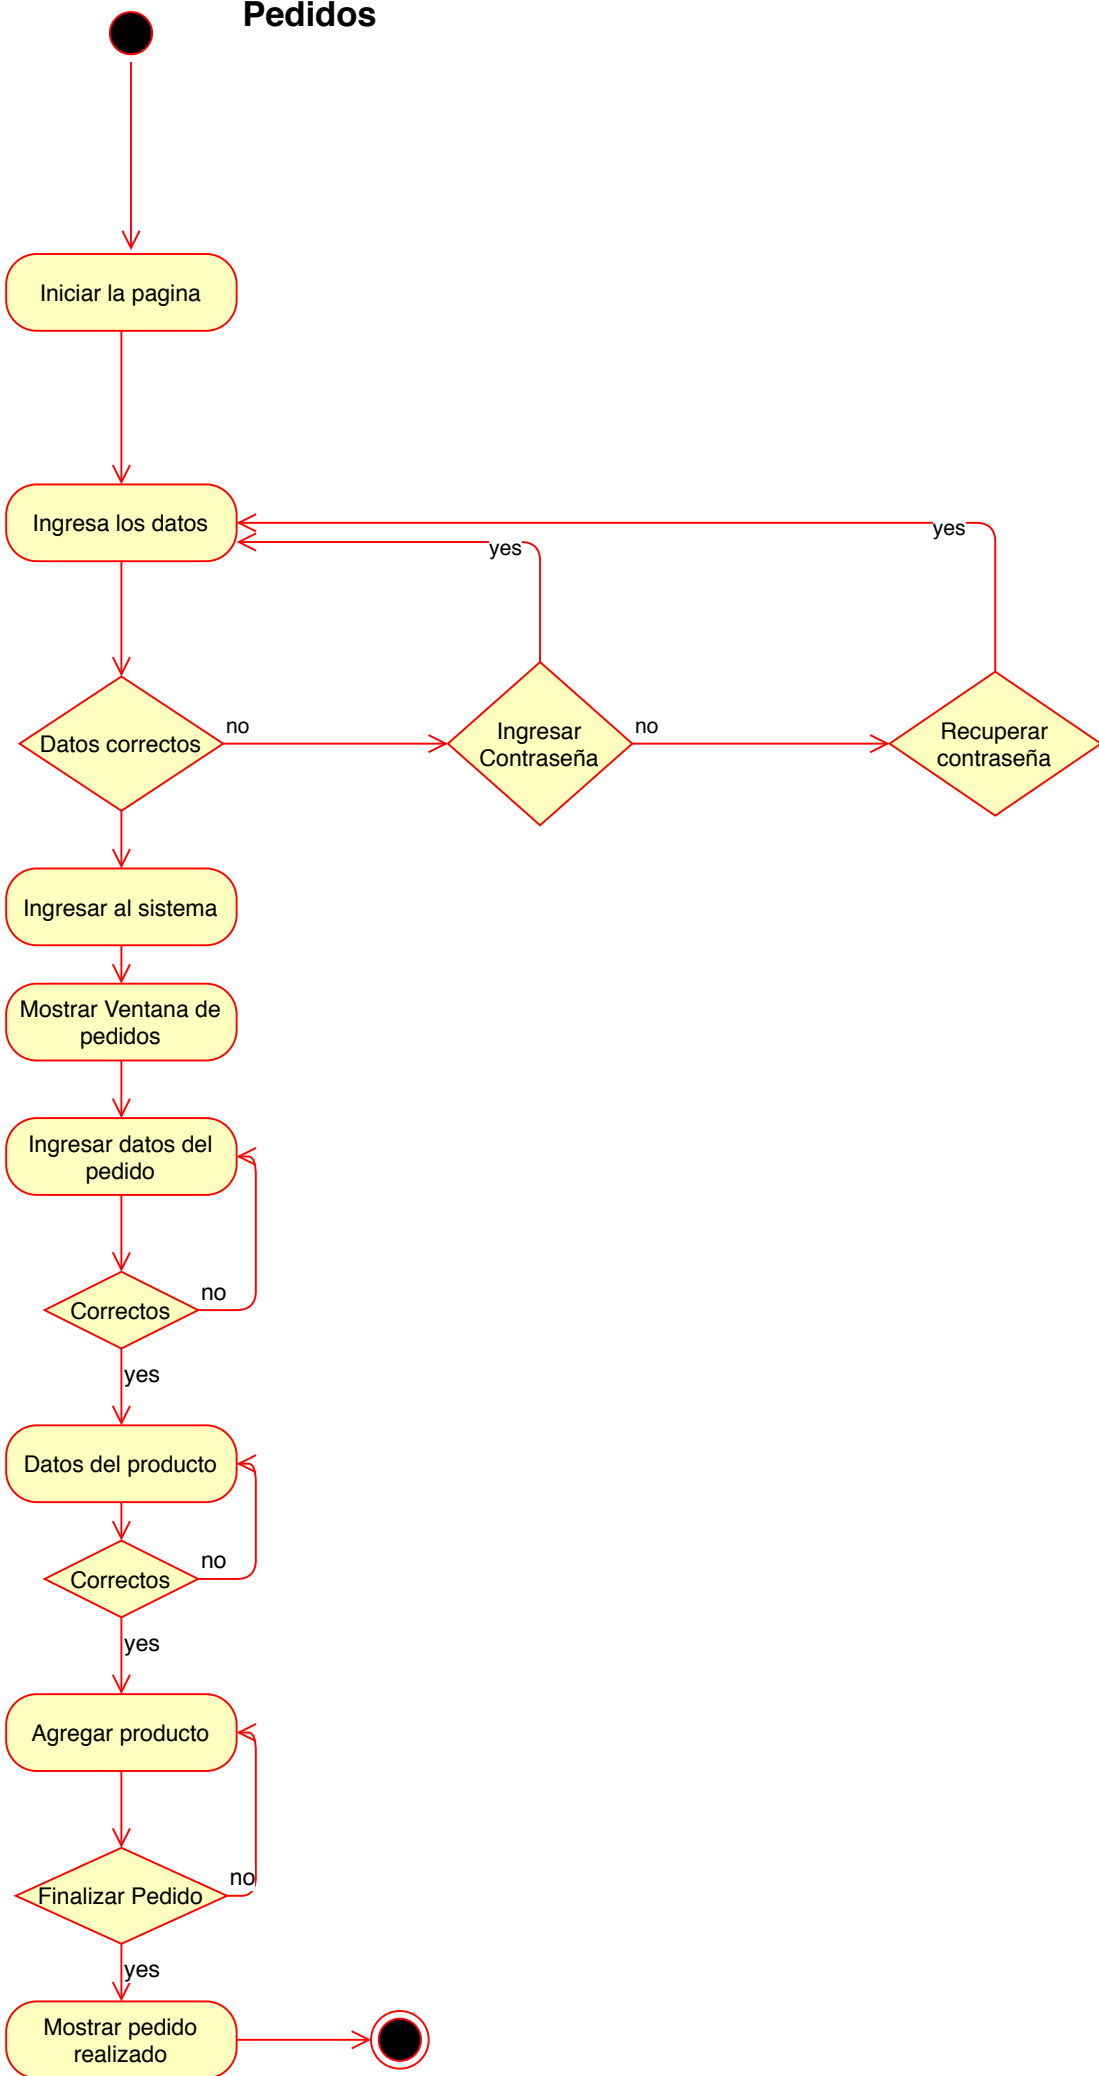 Pedidos
Iniciar la pagina
Ingresa los datos
yes
yes
Datos correctos
no
Ingresar
Contraseña
no
Recuperar
contraseña
Ingresar al sistema
Mostrar Ventana de
pedidos
Ingresar datos del
pedido
Correctos
no
yes
Datos del producto
Correctos
no
yes
Agregar producto
Finalizar Pedido
no
yes
Mostrar pedido
realizado